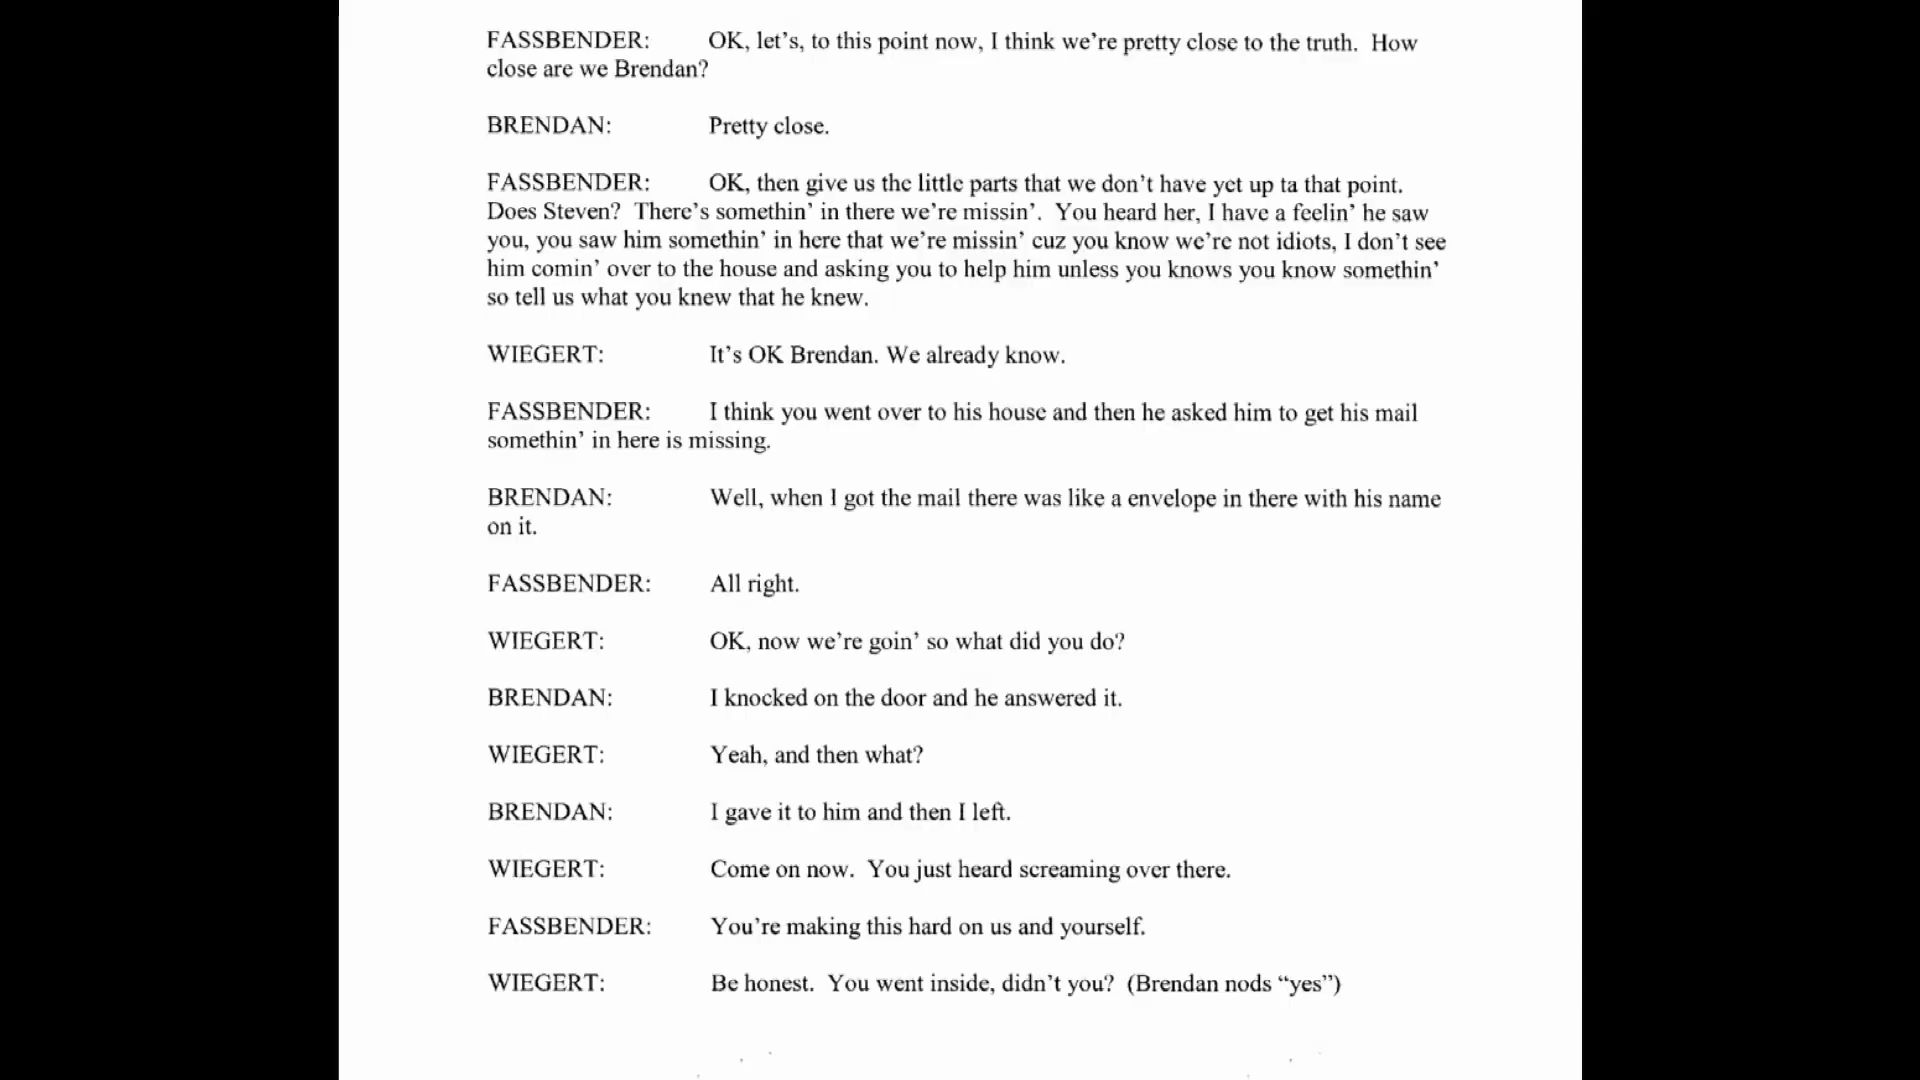 FASSBENDER: OK, let's, to this point now, I think we're pretty close to the truth. How
close are we Brendan?
BRENDAN: Pretty close.
FASSBENDER: OK, then give us the little parts that we don't have yet up ta that point.
Does Steven? There's somethin' in there we're missin'. You heard her, I have a feelin' he saw
you, you saw him somethin' in here that we're missin' cuz you know we're not idiots, I don't see
him comin' over to the house and asking you to help him unless you knows you know somethin'
so tell us what you knew that he knew.
WIEGERT: It's OK Brendan. We already know.
FASSBENDER: I think you went over to his house and then he asked him to get his mail
somethin' in here is missing.
BRENDAN: Well, when I got the mail there was like a envelope in there with his name
on it.
FASSBENDER: All right.
WIEGERT: OK, now we're goin' so what did you do?
BRENDAN: I knocked on the door and he answered it.
WIEGERT: Yeah, and then what?
BRENDAN: I gave it to him and then I left.
WIEGERT: Come on now. You just heard screaming over there.
FASSBENDER: You're making this hard on us and yourself.
WIEGERT: Be honest. You went inside, didn't you? (Brendan nods “yes”)